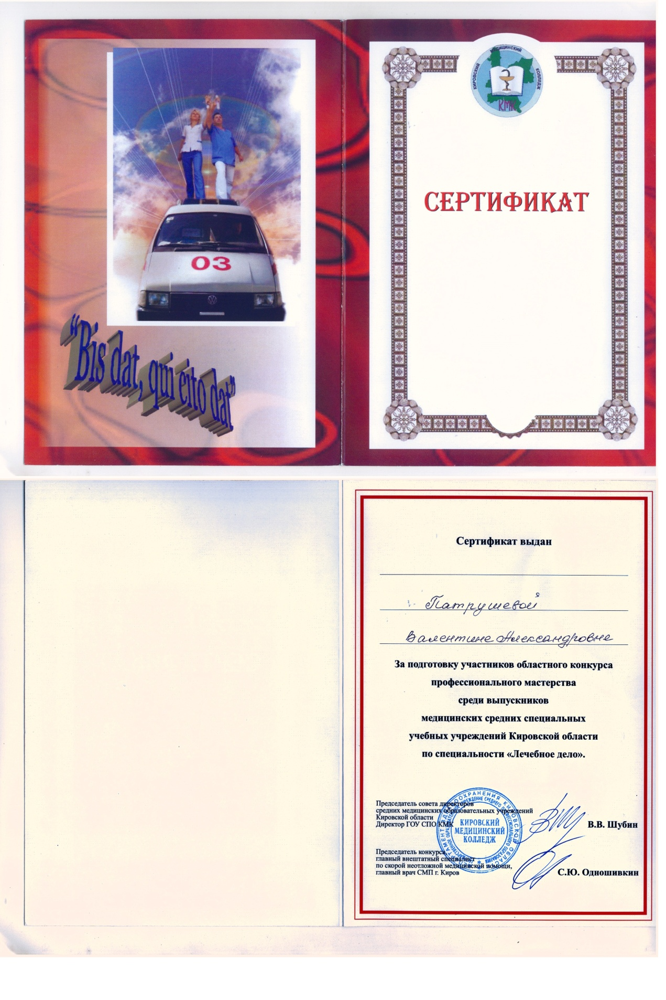 03
“Bis dat, qui cito dat”
КИРОВСКИЙ МЕДИЦИНСКИЙ КОЛЛЕДЖ
КМК
СЕРТИФИКАТ
Сертификат выдан
Патрушевой
Валентине Александровне
За подготовку участников областного конкурса
профессионального мастерства
среди выпускников
медицинских средних специальных
учебных учреждений Кировской области
по специальности «Лечебное дело».
Председатель совета директоров
средних медицинских образовательных учреждений
Кировской области
Директор ГОУ СПО КМК
В.В. Шубин
КИРОВСКИЙ
МЕДИЦИНСКИЙ
КОЛЛЕДЖ
Председатель конкурса,
главный внештатный специалист
по скорой неотложной медицинской помощи,
главный врач СМП г. Киров
С.Ю. Одношивкин